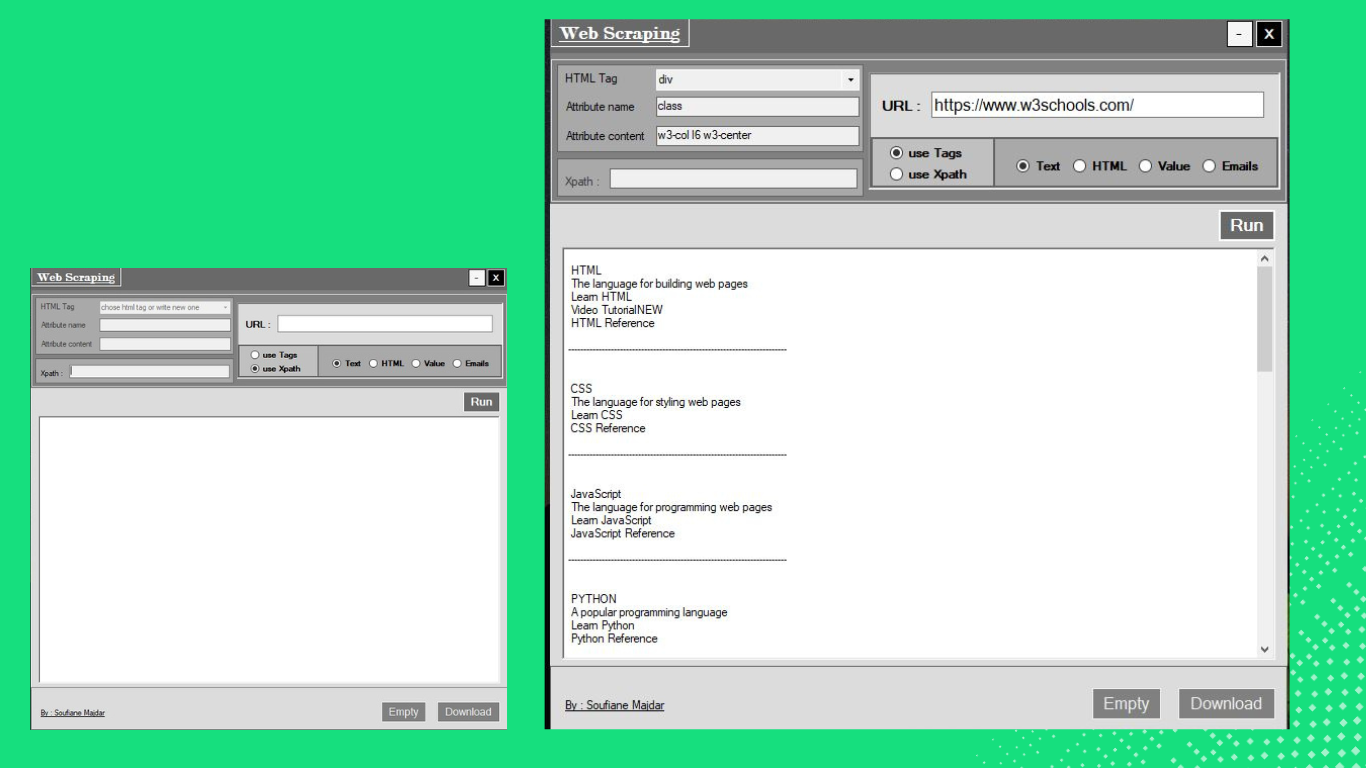 Web Scraping
- X
HTML Tag chose html tag or write new one
Attribute name
Attribute content
Xpath :
URL :
use Tags
use Xpath
Text HTML Value Emails
Run
By : Soufiane Majdar
Empty Download
Web Scraping
- X
HTML Tag div
Attribute name class
Attribute content w3-col l6 w3-center
Xpath :
URL : https://www.w3schools.com/
use Tags
use Xpath
Text HTML Value Emails
Run
HTML
The language for building web pages
Learn HTML
Video TutorialNEW
HTML Reference
------------------------------------------------------------------------
CSS
The language for styling web pages
Learn CSS
CSS Reference
------------------------------------------------------------------------
JavaScript
The language for programming web pages
Learn JavaScript
JavaScript Reference
------------------------------------------------------------------------
PYTHON
A popular programming language
Learn Python
Python Reference
By : Soufiane Majdar
Empty Download